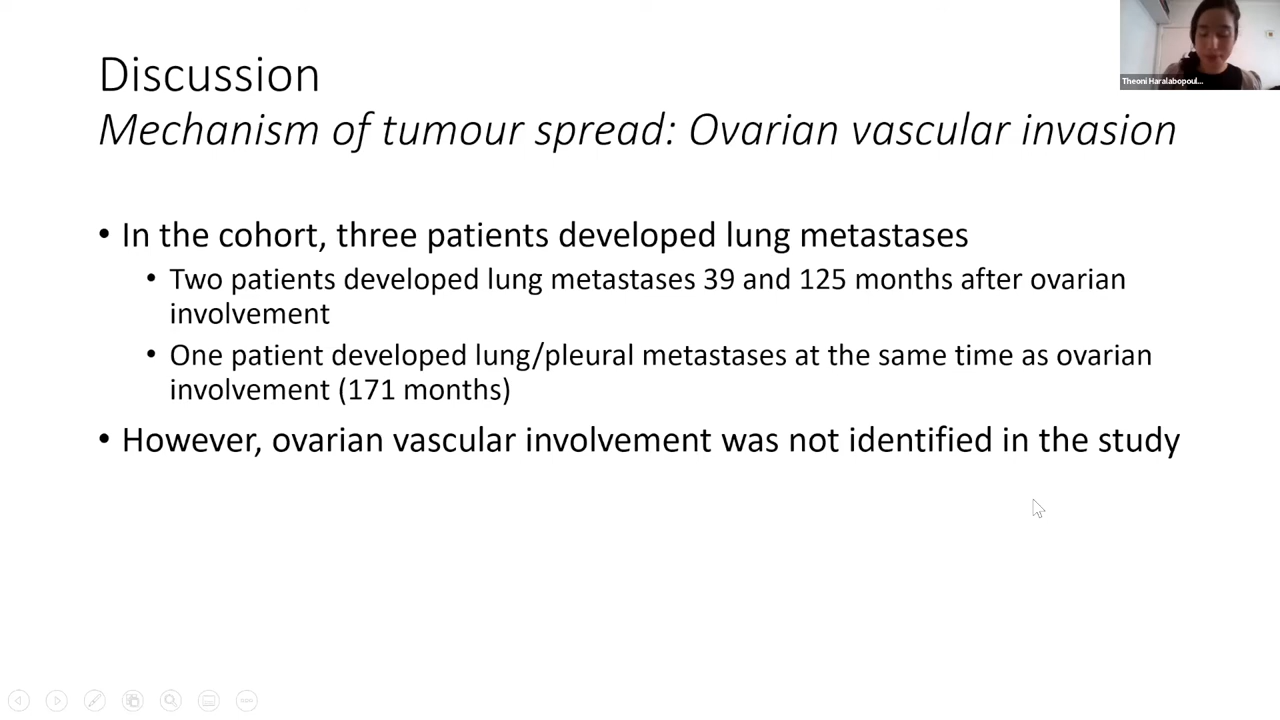 Theoni Haralabopoul...
Discussion
Mechanism of tumour spread: Ovarian vascular invasion
• In the cohort, three patients developed lung metastases
• Two patients developed lung metastases 39 and 125 months after ovarian
involvement
• One patient developed lung/pleural metastases at the same time as ovarian
involvement (171 months)
• However, ovarian vascular involvement was not identified in the study